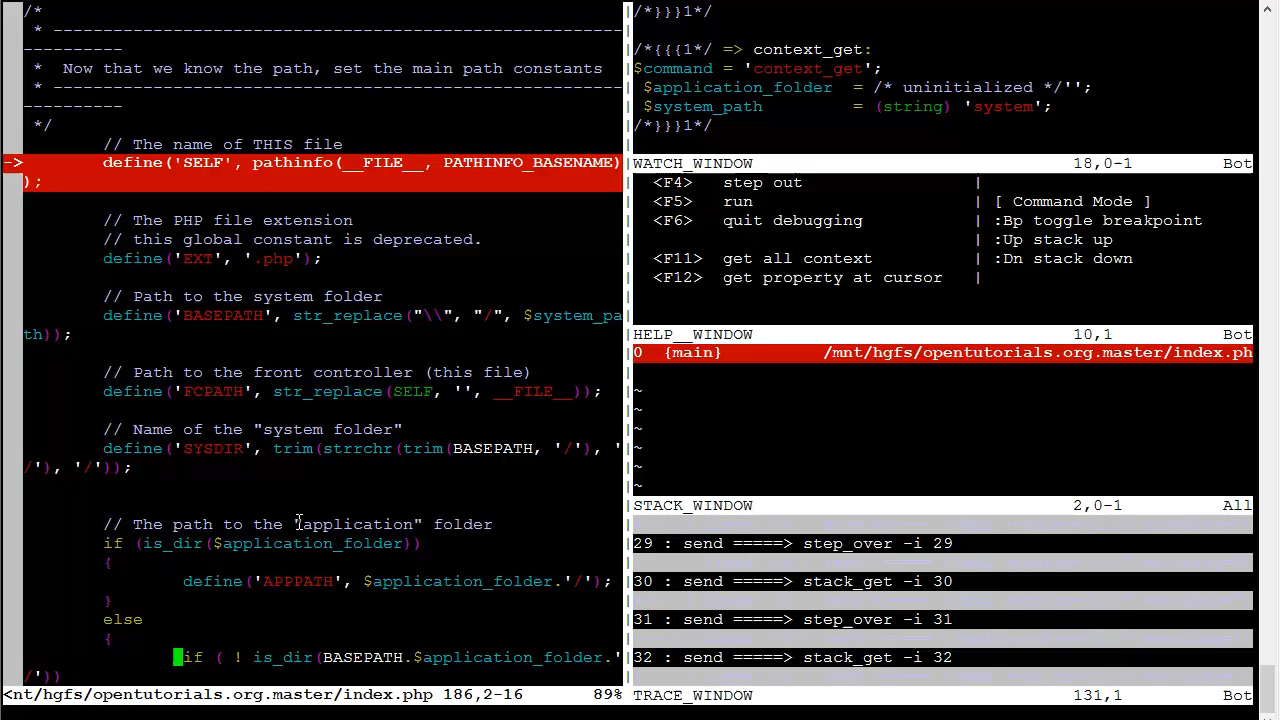 /*
 * ---------------------------------------------------------
----------
 *  Now that we know the path, set the main path constants
 * ---------------------------------------------------------
----------
 */
// The name of THIS file
->        define('SELF', pathinfo(__FILE__, PATHINFO_BASENAME)
);
// The PHP file extension
// this global constant is deprecated.
define('EXT', '.php');
// Path to the system folder
define('BASEPATH', str_replace("\\", "/", $system_pa
th));
// Path to the front controller (this file)
define('FCPATH', str_replace(SELF, '', __FILE__));
// Name of the "system folder"
define('SYSDIR', trim(strrchr(trim(BASEPATH, '/'), '
/'), '/'));
// The path to the "application" folder
if (is_dir($application_folder))
{
define('APPPATH', $application_folder.'/');
}
else
{
if ( ! is_dir(BASEPATH.$application_folder.'
/'))
<nt/hgfs/opentutorials.org.master/index.php 186,2-16       89%
/*}}}1*/
/*{{{1*/ => context_get:
$command = 'context_get';
$application_folder  = /* uninitialized */'';
$system_path         = (string) 'system';
/*}}}1*/
WATCH_WINDOW                                18,0-1         Bot
<F4>   step out                  |
<F5>   run                       | [ Command Mode ]
<F6>   quit debugging            | :Bp toggle breakpoint
| :Up stack up
<F11>  get all context           | :Dn stack down
<F12>  get property at cursor    |
HELP__WINDOW                                10,1           Bot
0  {main}          /mnt/hgfs/opentutorials.org.master/index.ph
~
~
~
~
~
~
STACK_WINDOW                                2,0-1          All
29 : send =====> step_over -i 29
30 : send =====> stack_get -i 30
31 : send =====> step_over -i 31
32 : send =====> stack_get -i 32
TRACE_WINDOW                                131,1          Bot